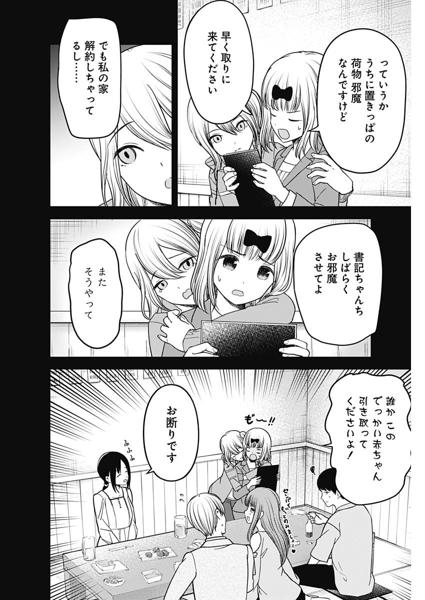 っていうか
うちに置きっぱの
荷物 邪魔
なんですけど
早く取りに
来てください
でも私の家
解約しちゃって
るし……
書記ちゃんち
しばらく
お邪魔
させてよ
また
そうやって
誰か この
でっかい赤ちゃん
引き取って
くださいよ!
も〜!!
お断りです